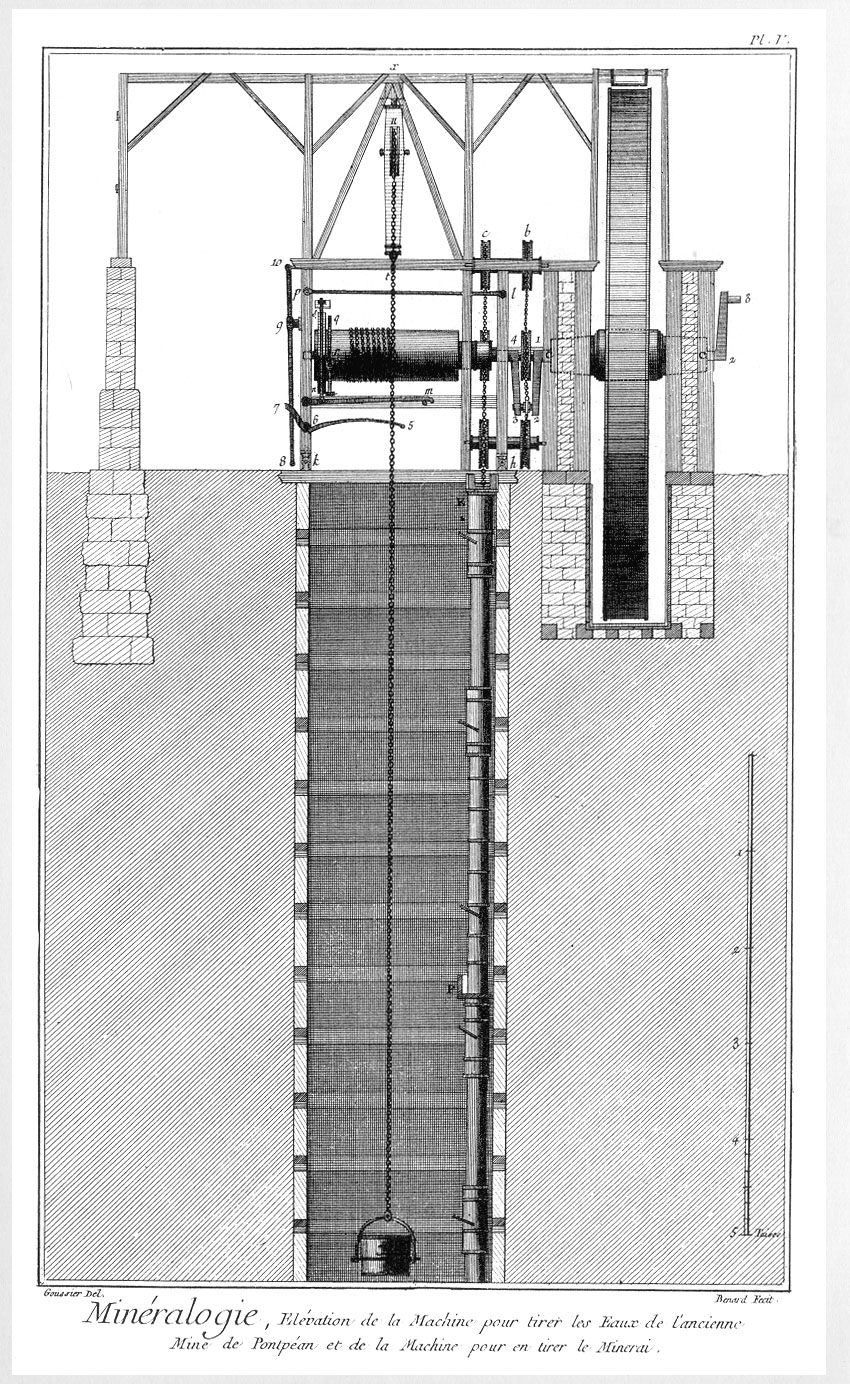 Pl. V.
x
u
c b
10 t
p l 8
q
9
4 1
2
m
3 2
7 6 5
8 k h
E
1
2
P
3
4
5 Toises
Goussier Del. Benard Fecit.
Minéralogie, Elévation de la Machine pour tirer les Eaux de l'ancienne
Mine de Pontpéan et de la Machine pour en tirer le Minerai.